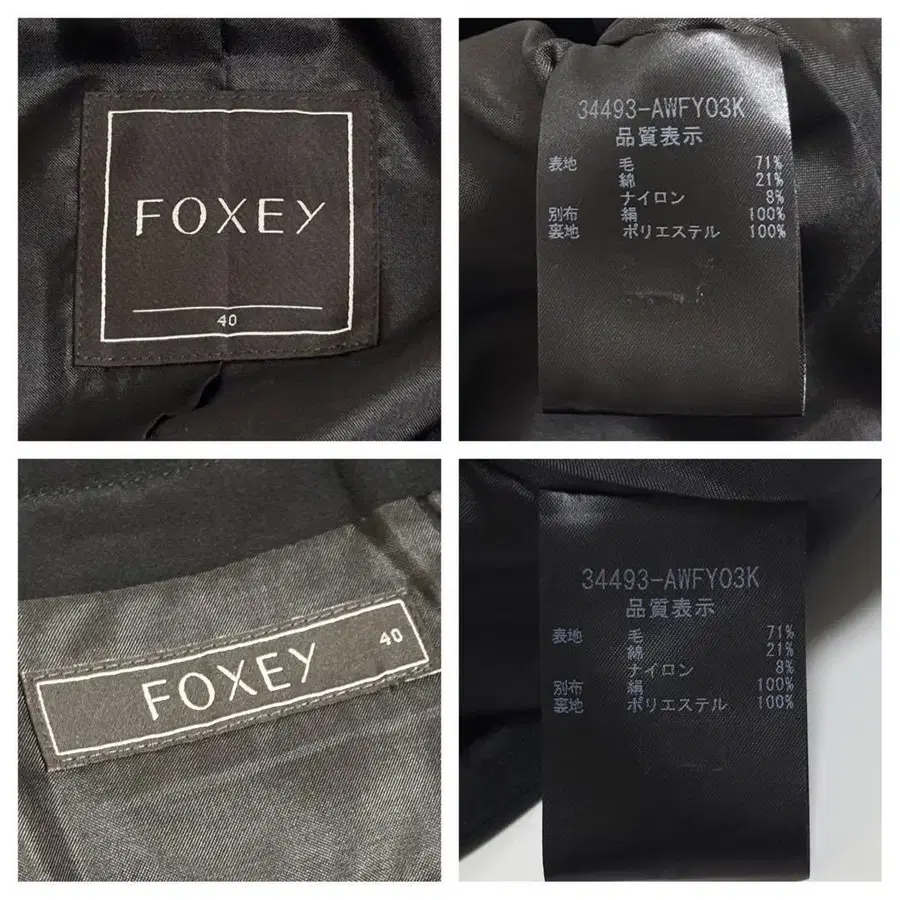 FOXEY
40
34493-AWFY03K
品質表示
表地 毛 71%
綿 21%
ナイロン 8%
別布 絹 100%
裏地 ポリエステル 100%
FOXEY 40
34493-AWFY03K
品質表示
表地 毛 71%
綿 21%
ナイロン 8%
別布 絹 100%
裏地 ポリエステル 100%